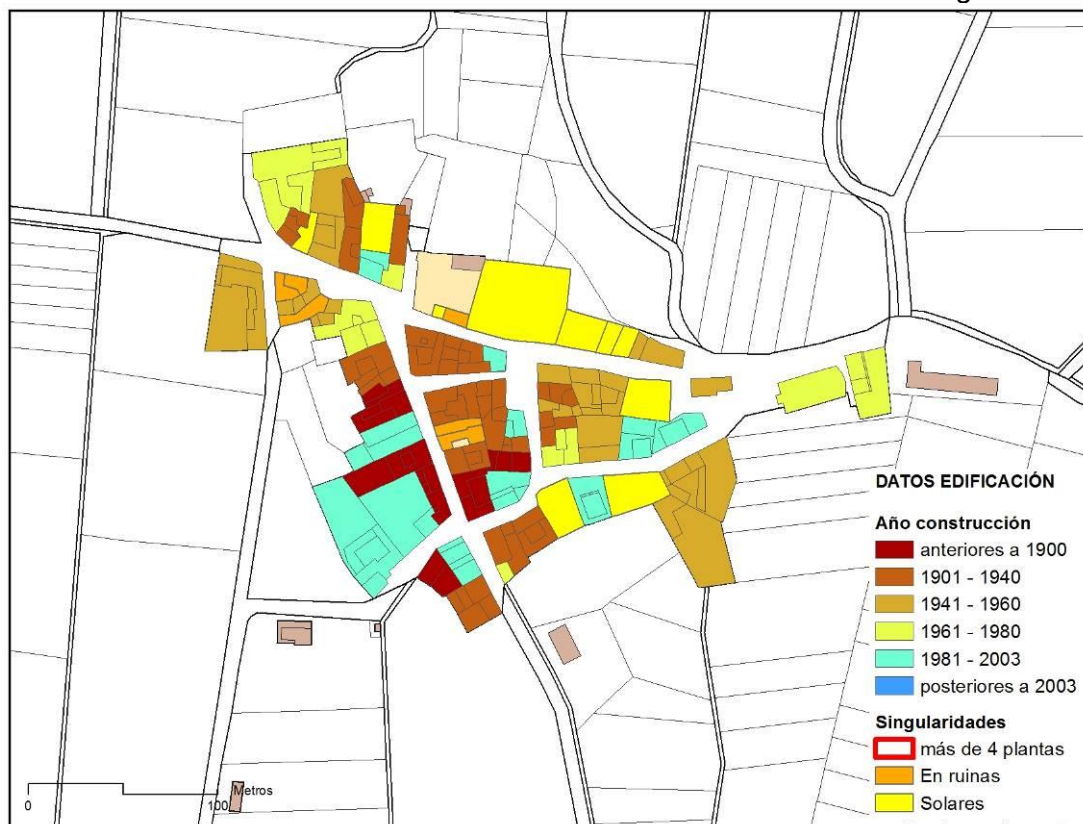 DATOS EDIFICACIÓN
Año construcción
anteriores a 1900
1901 - 1940
1941 - 1960
1961 - 1980
1981 - 2003
posteriores a 2003
Singularidades
más de 4 plantas
En ruinas
Solares
Metros
0 100